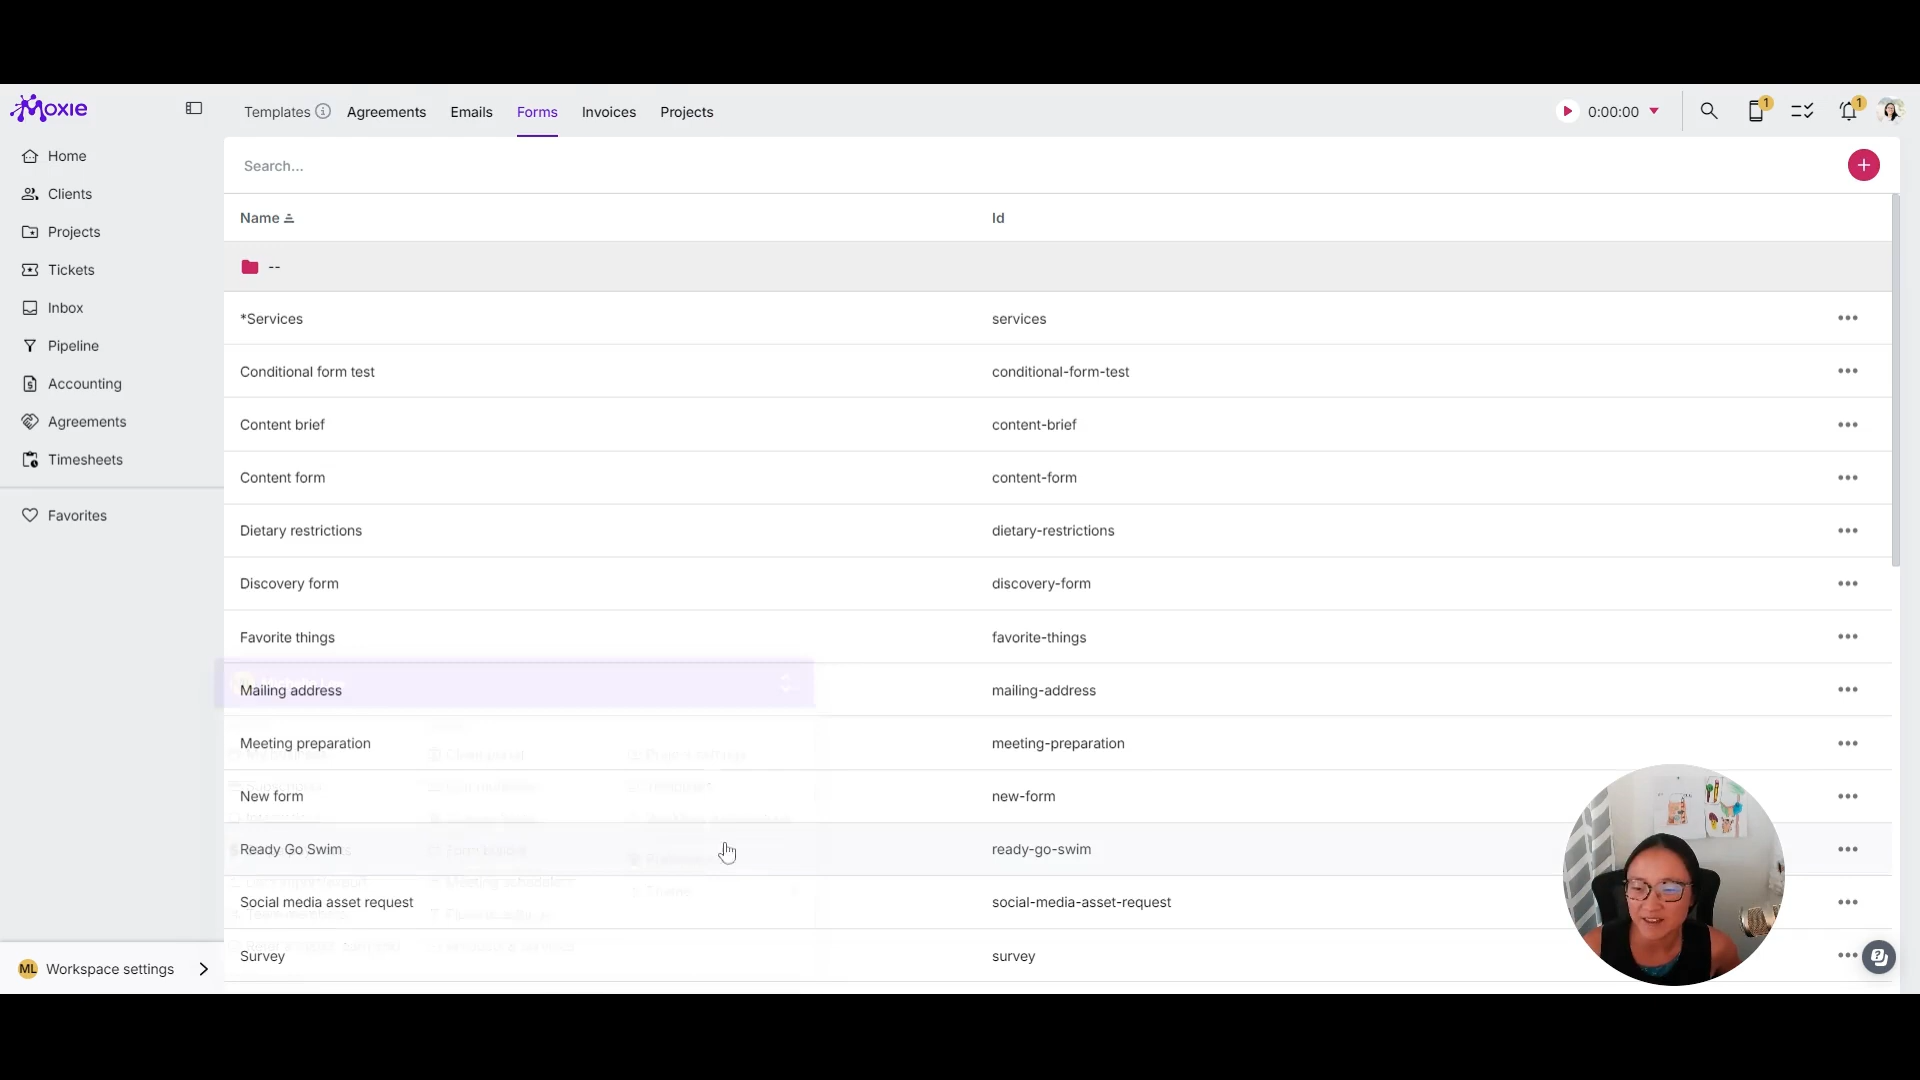 Moxie
Templates Agreements Emails Forms Invoices Projects
0:00:00
1
1
Home
Clients
Projects
Tickets
Inbox
Pipeline
Accounting
Agreements
Timesheets
Favorites
ML Workspace settings
Search...
Name Id
--
*Services services
Conditional form test conditional-form-test
Content brief content-brief
Content form content-form
Dietary restrictions dietary-restrictions
Discovery form discovery-form
Favorite things favorite-things
Mailing address mailing-address
Meeting preparation meeting-preparation
New form new-form
Ready Go Swim ready-go-swim
Social media asset request social-media-asset-request
Survey survey